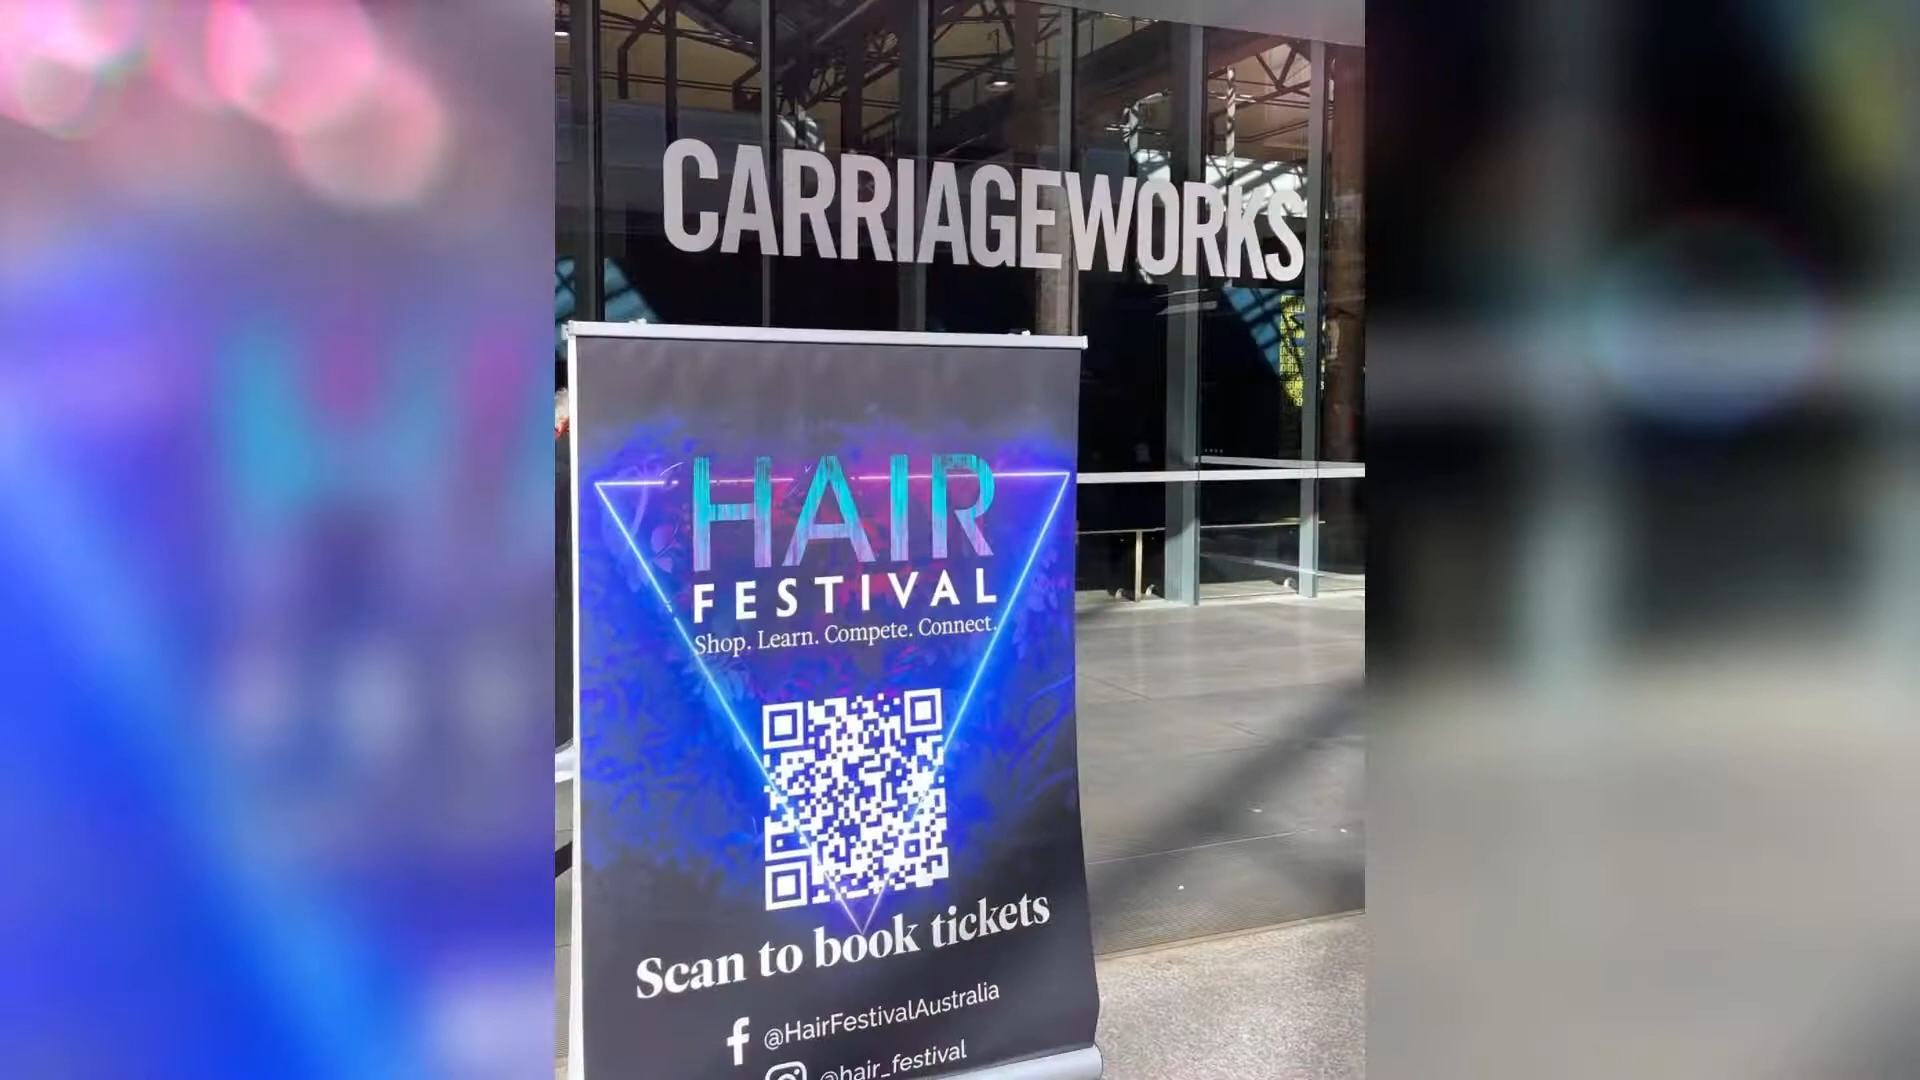 CARRIAGEWORKS
HAIR
FESTIVAL
Shop. Learn. Compete. Connect.
Scan to book tickets
@HairFestivalAustralia
@hair_festival